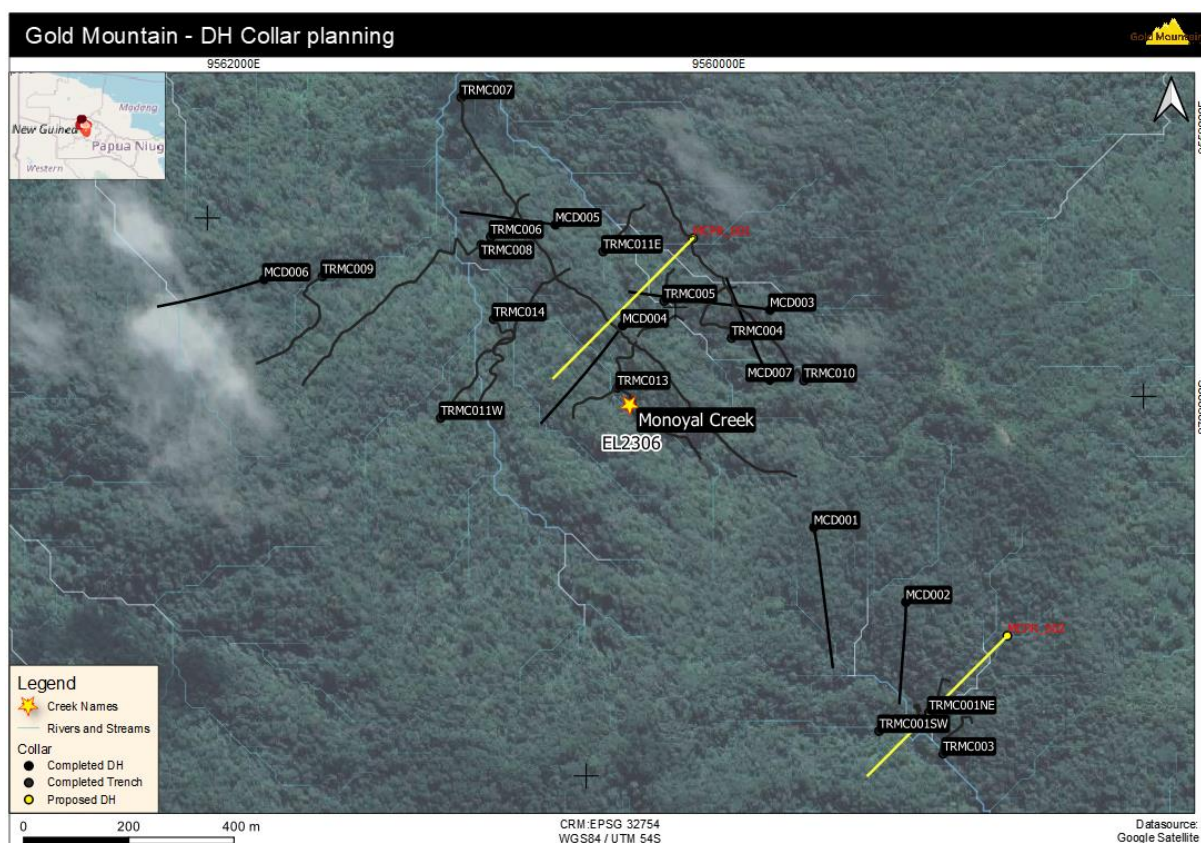 Gold Mountain - DH Collar planning
Gold Mountain
9562000E
9560000E
Madang
New Guinea
Papua Niug
Western
TRMC007
MCD005
TRMC006
TRMC008
TRMC011E
MCD006
TRMC009
TRMC005
MCD003
TRMC014
MCD004
TRMC004
MCD007
TRMC010
TRMC013
TRMC011W
Monoyal Creek
EL2306
MCD001
MCD002
TRMC001NE
TRMC001SW
TRMC003
Legend
Creek Names
Rivers and Streams
Collar
Completed DH
Completed Trench
Proposed DH
0 200 400 m
CRM:EPSG 32754
WGS84 / UTM 54S
Datasource:
Google Satellite